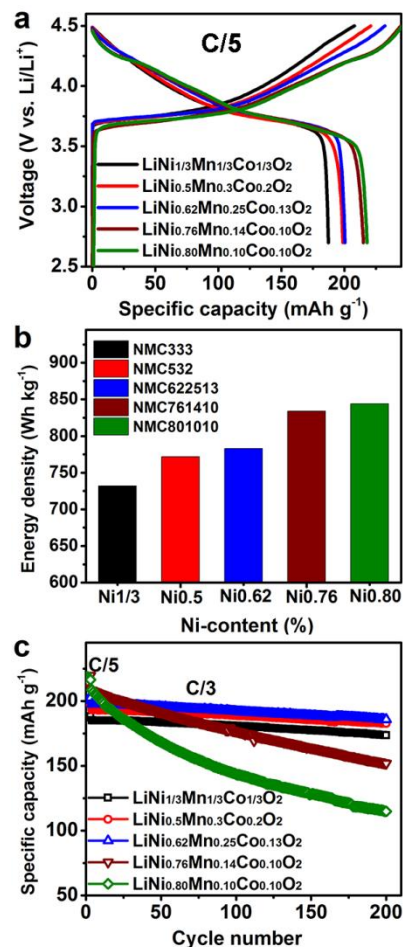 a
C/5
Voltage (V vs. Li/Li⁺)
4.5
4.0
3.5
3.0
2.5
LiNi1/3Mn1/3Co1/3O2
LiNi0.5Mn0.3Co0.2O2
LiNi0.62Mn0.25Co0.13O2
LiNi0.76Mn0.14Co0.10O2
LiNi0.80Mn0.10Co0.10O2
0 50 100 150 200
Specific capacity (mAh g⁻¹)
b
Energy density (Wh kg⁻¹)
900
850
800
750
700
650
600
NMC333
NMC532
NMC622513
NMC761410
NMC801010
Ni1/3 Ni0.5 Ni0.62 Ni0.76 Ni0.80
Ni-content (%)
c
C/5
C/3
Specific capacity (mAh g⁻¹)
200
150
100
50
LiNi1/3Mn1/3Co1/3O2
LiNi0.5Mn0.3Co0.2O2
LiNi0.62Mn0.25Co0.13O2
LiNi0.76Mn0.14Co0.10O2
LiNi0.80Mn0.10Co0.10O2
0 50 100 150 200
Cycle number